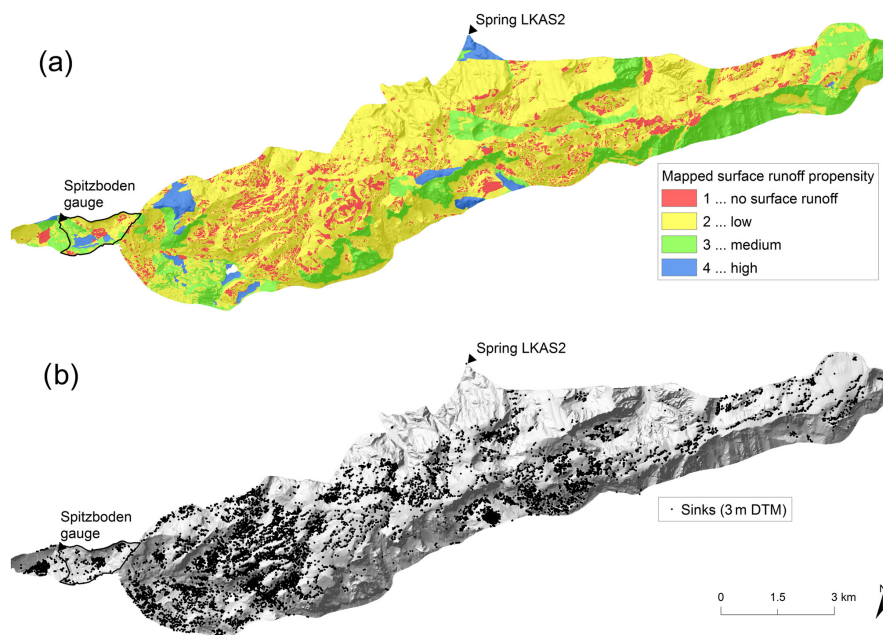 Spring LKAS2
(a)
Spitzboden
gauge
Mapped surface runoff propensity
1 ... no surface runoff
2 ... low
3 ... medium
4 ... high
Spring LKAS2
(b)
Spitzboden
gauge
Sinks (3 m DTM)
0 1.5 3 km
N